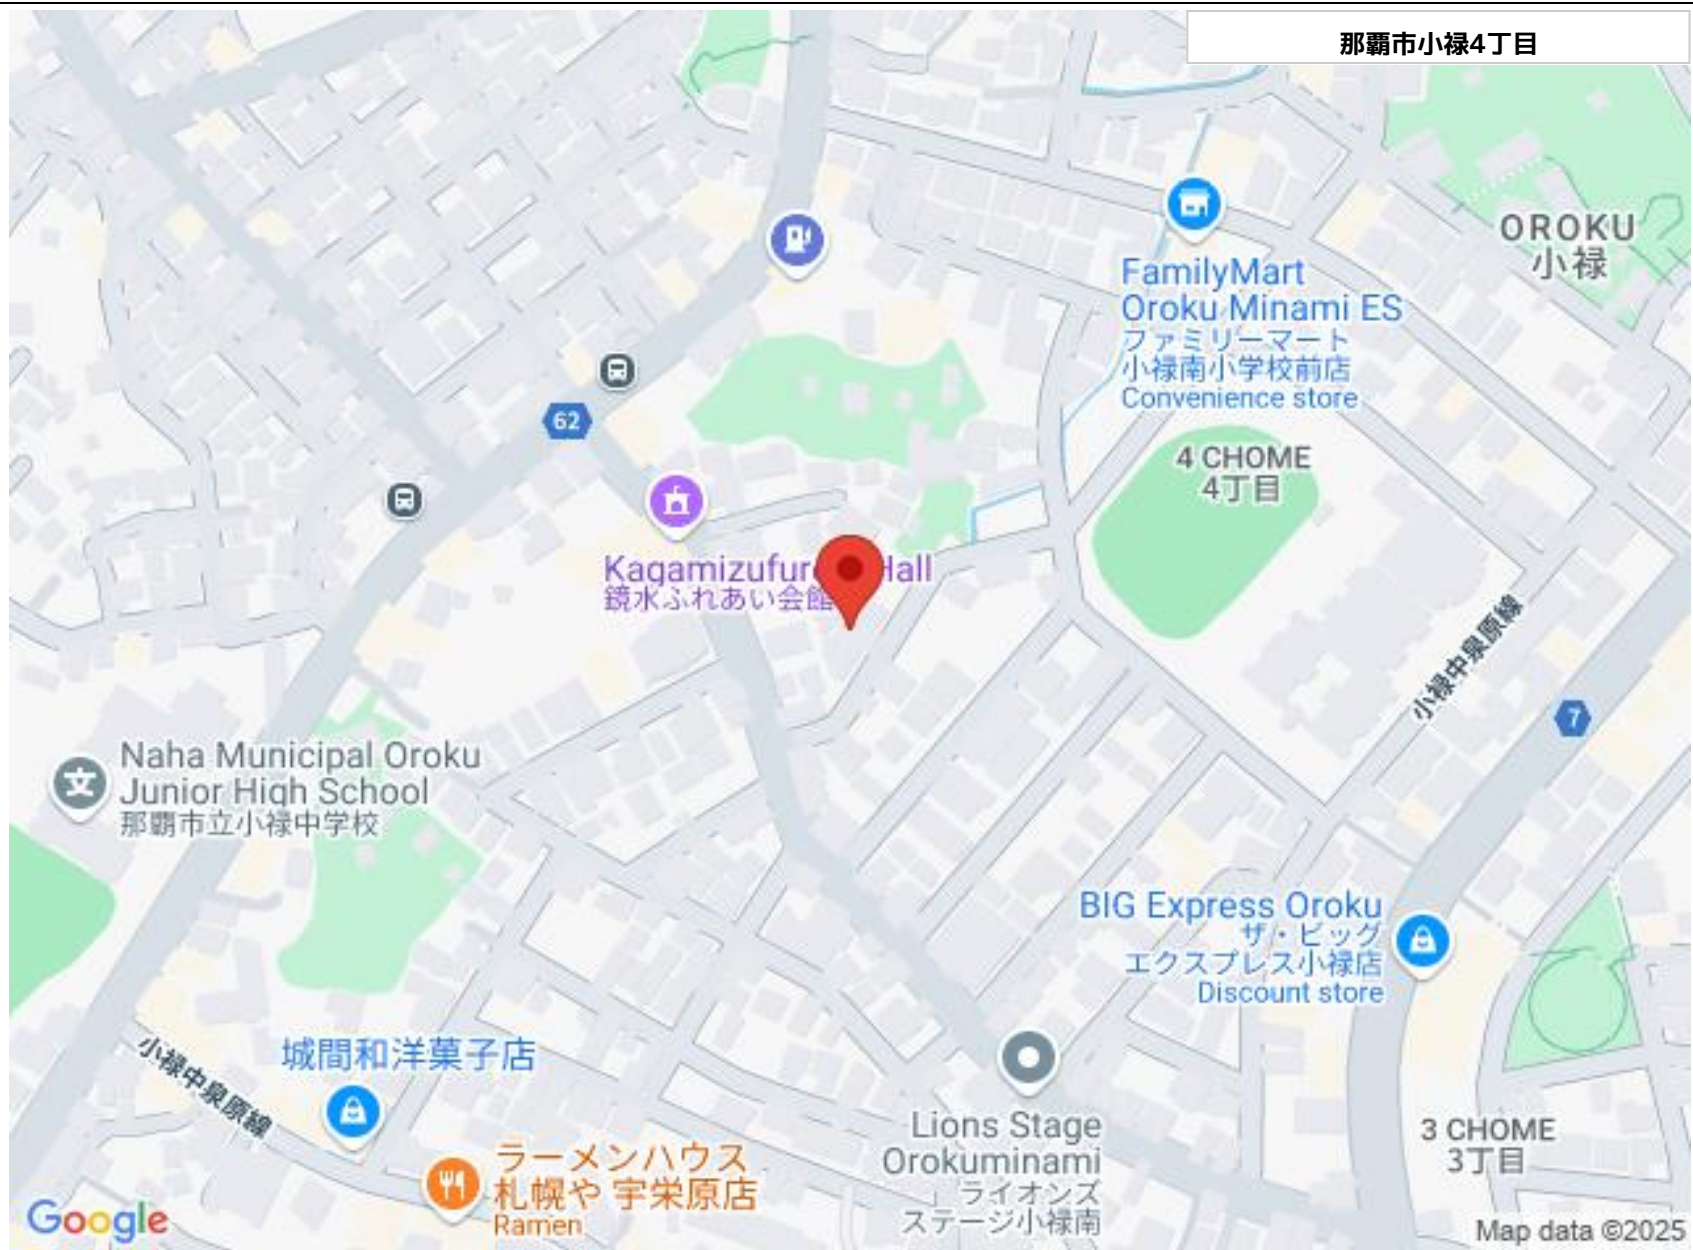 那覇市小禄4丁目
OROKU
小禄
FamilyMart
Oroku Minami ES
ファミリーマート
小禄南小学校前店
Convenience store
62
4 CHOME
4丁目
鏡水ふれあい会館
小禄中泉原線
7
Naha Municipal Oroku
Junior High School
那覇市立小禄中学校
文
BIG Express Oroku
ザ・ビッグ
エクスプレス小禄店
Discount store
小禄中泉原線
城間和洋菓子店
Lions Stage
Orokuminami
ライオンズ
ステージ小禄南
3 CHOME
3丁目
ラーメンハウス
札幌や 宇栄原店
Ramen
Google
Map data ©2025